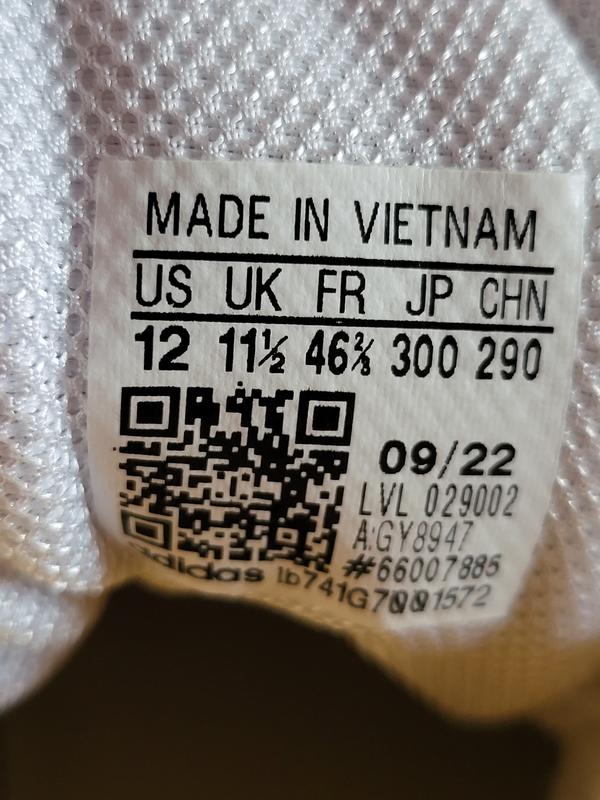 MADE IN VIETNAM
US UK FR JP CHN
12 11½ 46⅔ 300 290
09/22
LVL 029002
A:GY8947
#66007885
adidas lb741G7001572